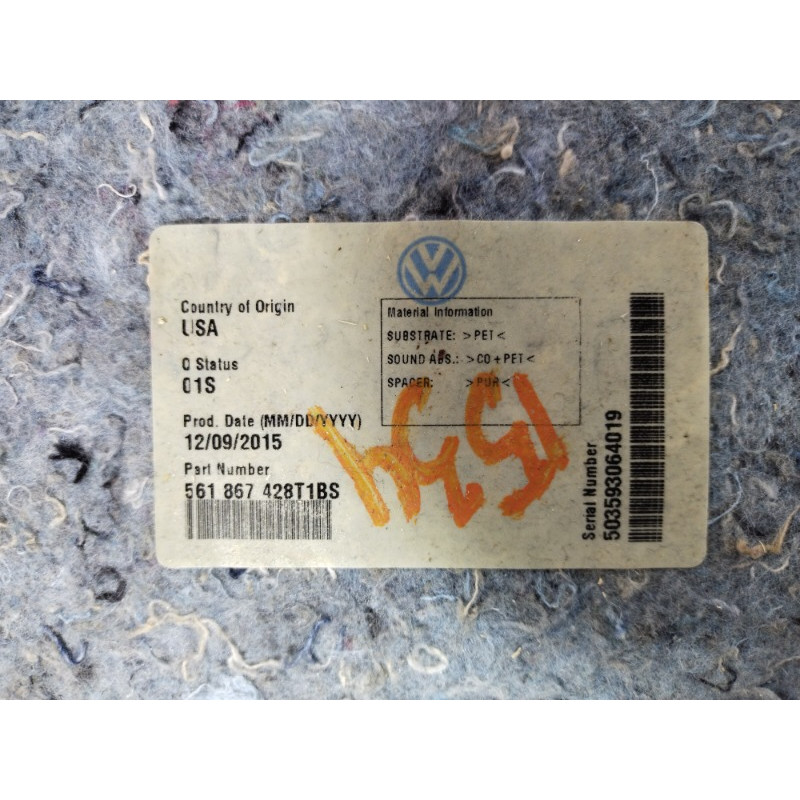 Country of Origin
USA
Q Status
01S
Prod. Date (MM/DD/YYYY)
12/09/2015
Part Number
561 867 428T1BS
Material Information
SUBSTRATE: >PET<
SOUND ABS.: >CO+PET<
SPACER: >PUR<
Serial Number
503593064019